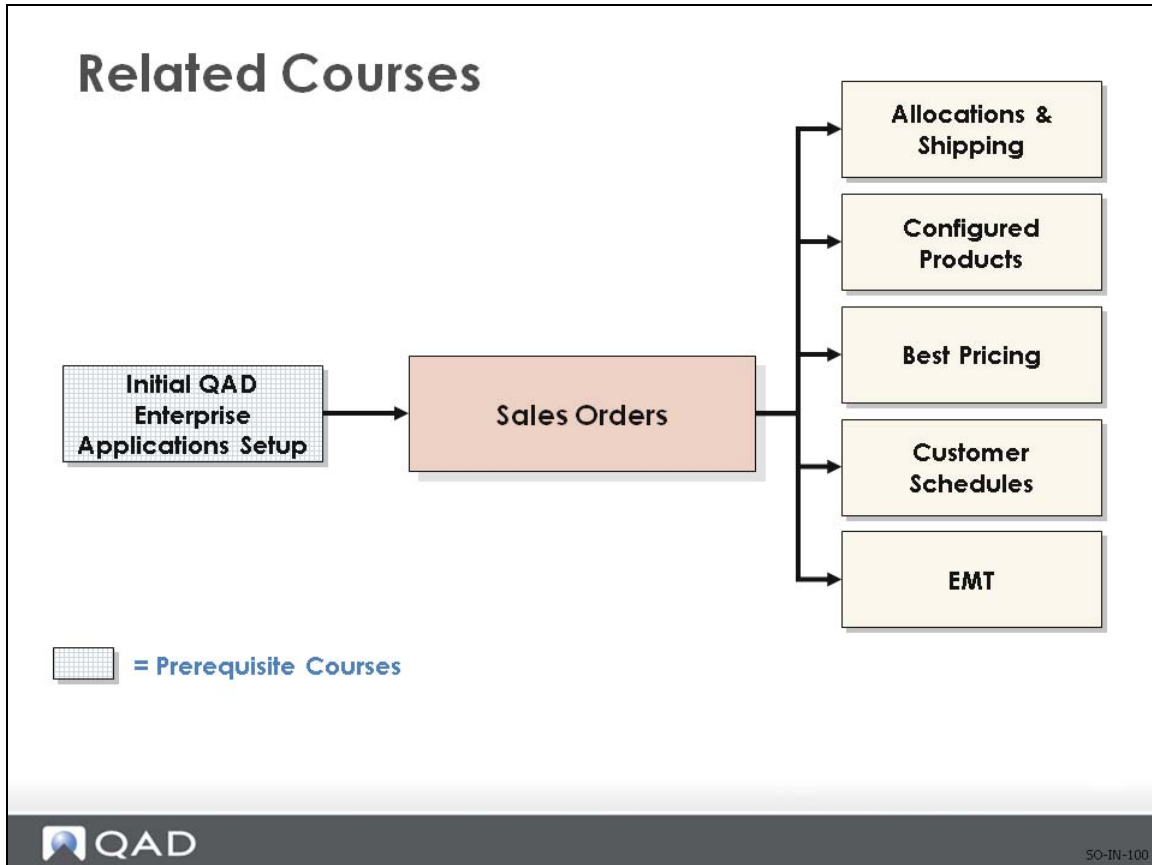 Related Courses
Allocations &
Shipping
Configured
Products
Best Pricing
Customer
Schedules
EMT
Initial QAD
Enterprise
Applications Setup
Sales Orders
= Prerequisite Courses
QAD
SO-IN-100